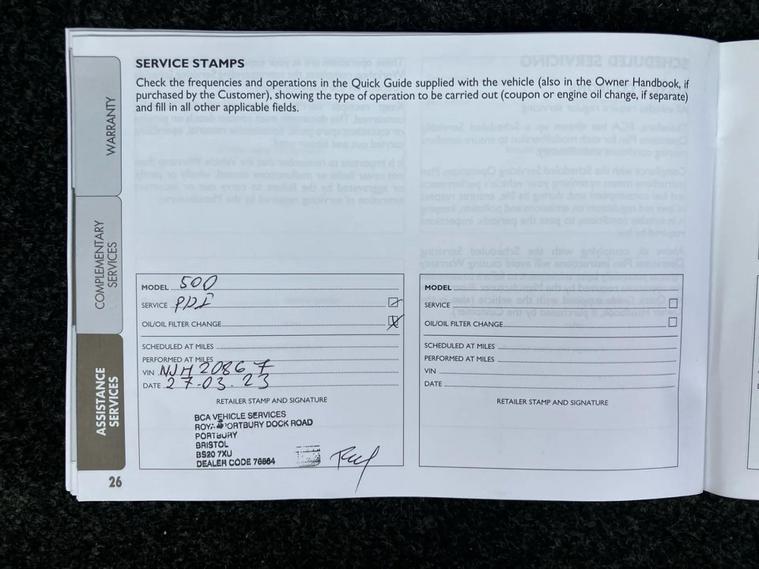 SERVICE STAMPS
Check the frequencies and operations in the Quick Guide supplied with the vehicle (also in the Owner Handbook, if
purchased by the Customer), showing the type of operation to be carried out (coupon or engine oil change, if separate)
and fill in all other applicable fields.
WARRANTY
COMPLEMENTARY
SERVICES
ASSISTANCE
SERVICES
MODEL 500
SERVICE PDI
OIL/OIL FILTER CHANGE
SCHEDULED AT MILES
PERFORMED AT MILES
VIN NJM20867
DATE 27-03.23
RETAILER STAMP AND SIGNATURE
BCA VEHICLE SERVICES
PORTBURY DOCK ROAD
PORTBURY
BRISTOL
BS20 7XU
DEALER CODE 76664
MODEL
SERVICE
OIL/OIL FILTER CHANGE
SCHEDULED AT MILES
PERFORMED AT MILES
VIN
DATE
RETAILER STAMP AND SIGNATURE
26